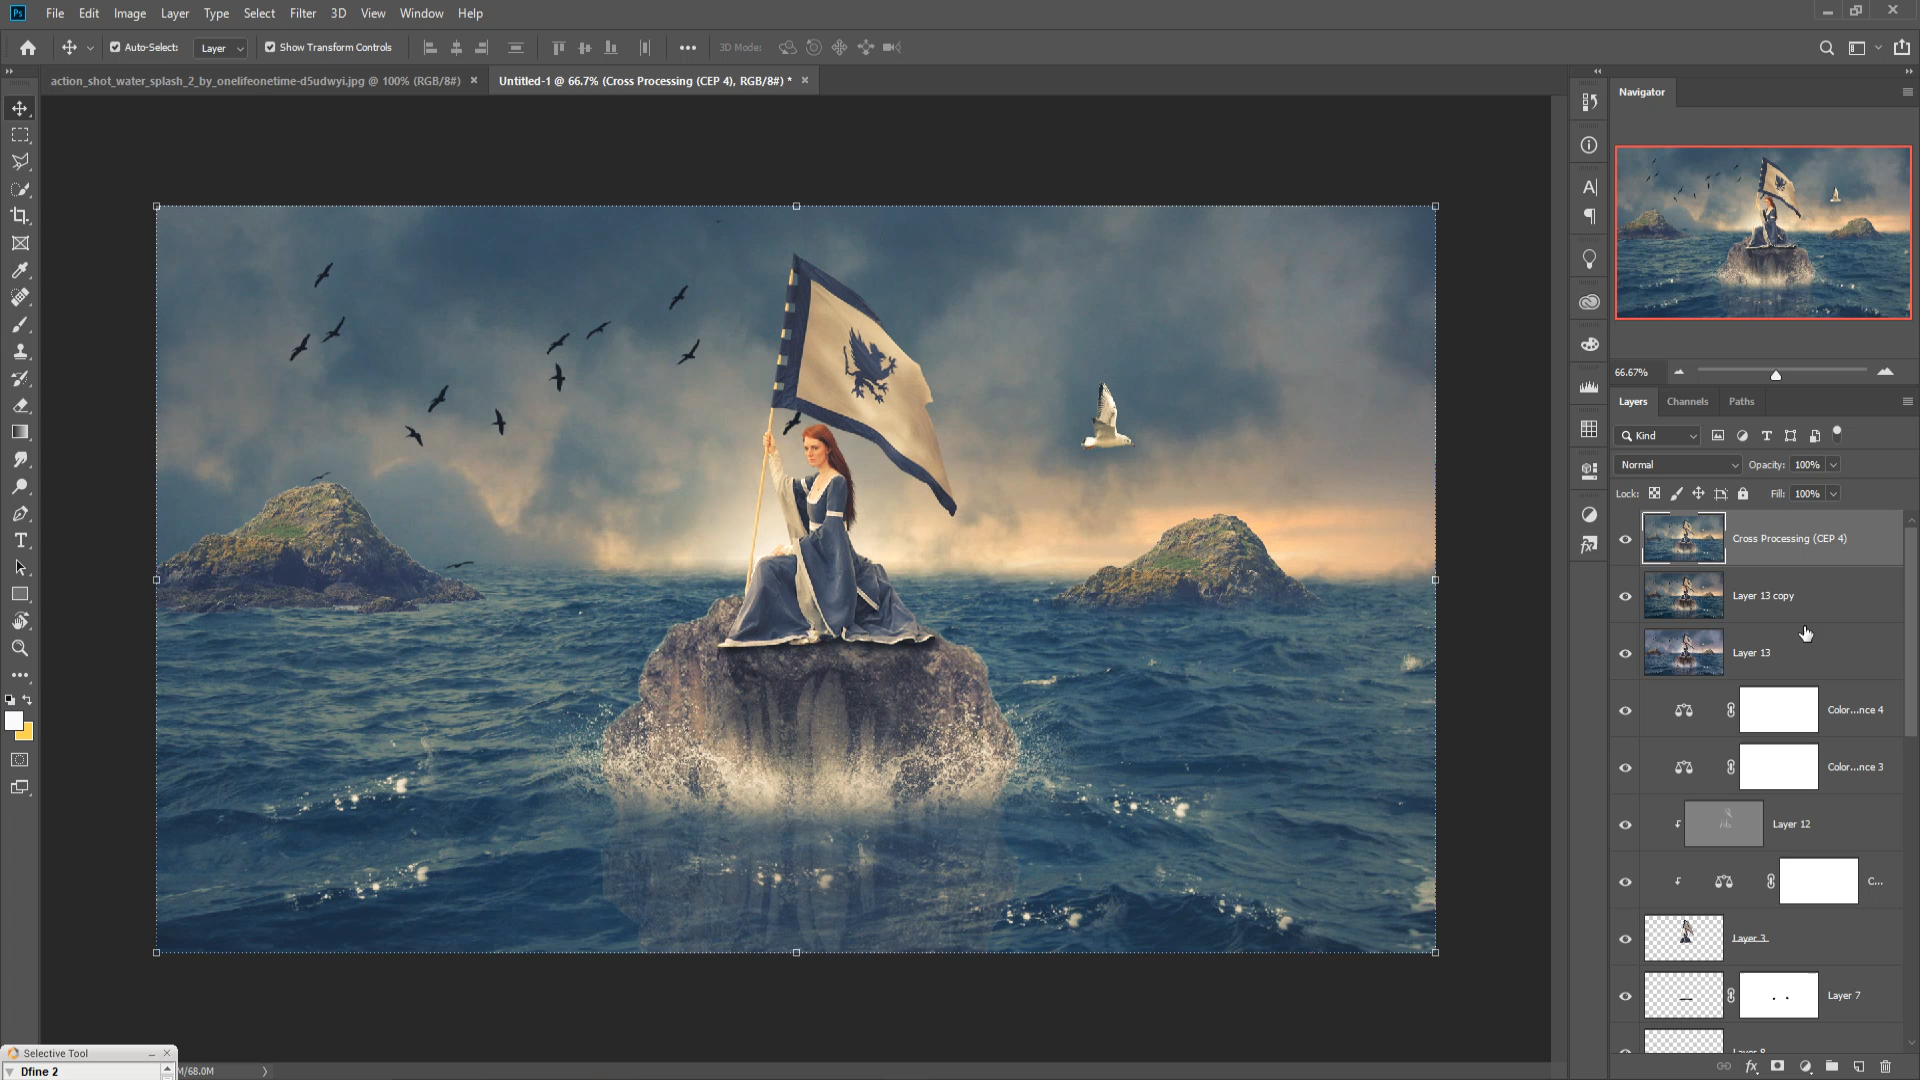 Ps File Edit Image Layer Type Select Filter 3D View Window Help
Auto-Select: Layer Show Transform Controls 3D Mode:
action_shot_water_splash_2_by_onelifeonetime-d5udwyi.jpg @ 100% (RGB/8#) × Untitled-1 @ 66.7% (Cross Processing (CEP 4), RGB/8#) * ×
Navigator
66.67%
Layers Channels Paths
Kind
Normal Opacity: 100%
Lock: Fill: 100%
Cross Processing (CEP 4)
Layer 13 copy
Layer 13
Color...nce 4
Color...nce 3
Layer 12
C...
Layer 3
Layer 7
Selective Tool
Dfine 2
M/68.0M